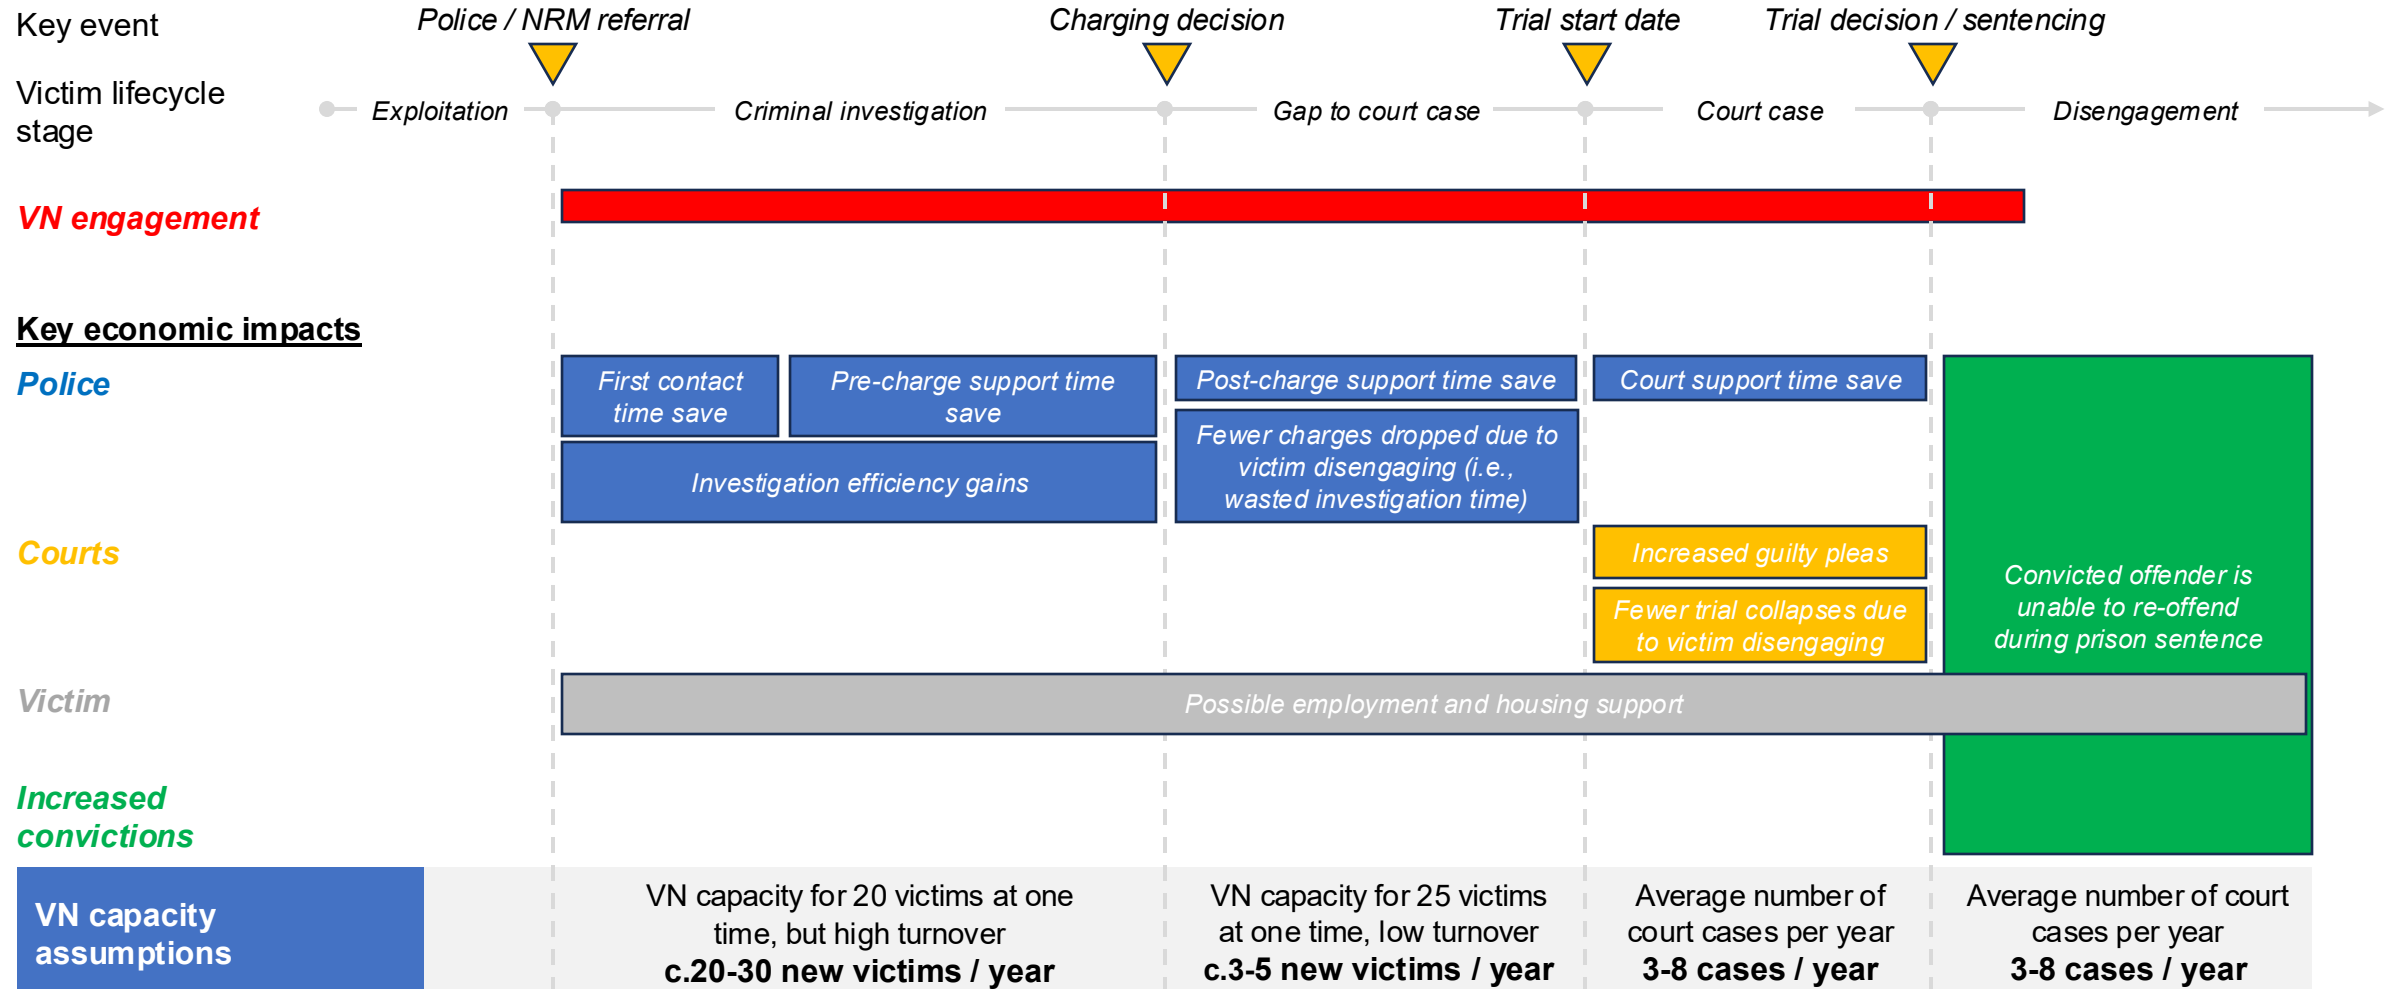 Key event
Police / NRM referral
Charging decision
Trial start date
Trial decision / sentencing
Victim lifecycle
stage
Exploitation
Criminal investigation
Gap to court case
Court case
Disengagement
VN engagement
Key economic impacts
Police
First contact
time save
Pre-charge support time
save
Post-charge support time save
Court support time save
Investigation efficiency gains
Fewer charges dropped due to
victim disengaging (i.e.,
wasted investigation time)
Courts
Increased guilty pleas
Fewer trial collapses due
to victim disengaging
Convicted offender is
unable to re-offend
during prison sentence
Victim
Possible employment and housing support
Increased
convictions
VN capacity
assumptions
VN capacity for 20 victims at one
time, but high turnover
c.20-30 new victims / year
VN capacity for 25 victims
at one time, low turnover
c.3-5 new victims / year
Average number of
court cases per year
3-8 cases / year
Average number of court
cases per year
3-8 cases / year